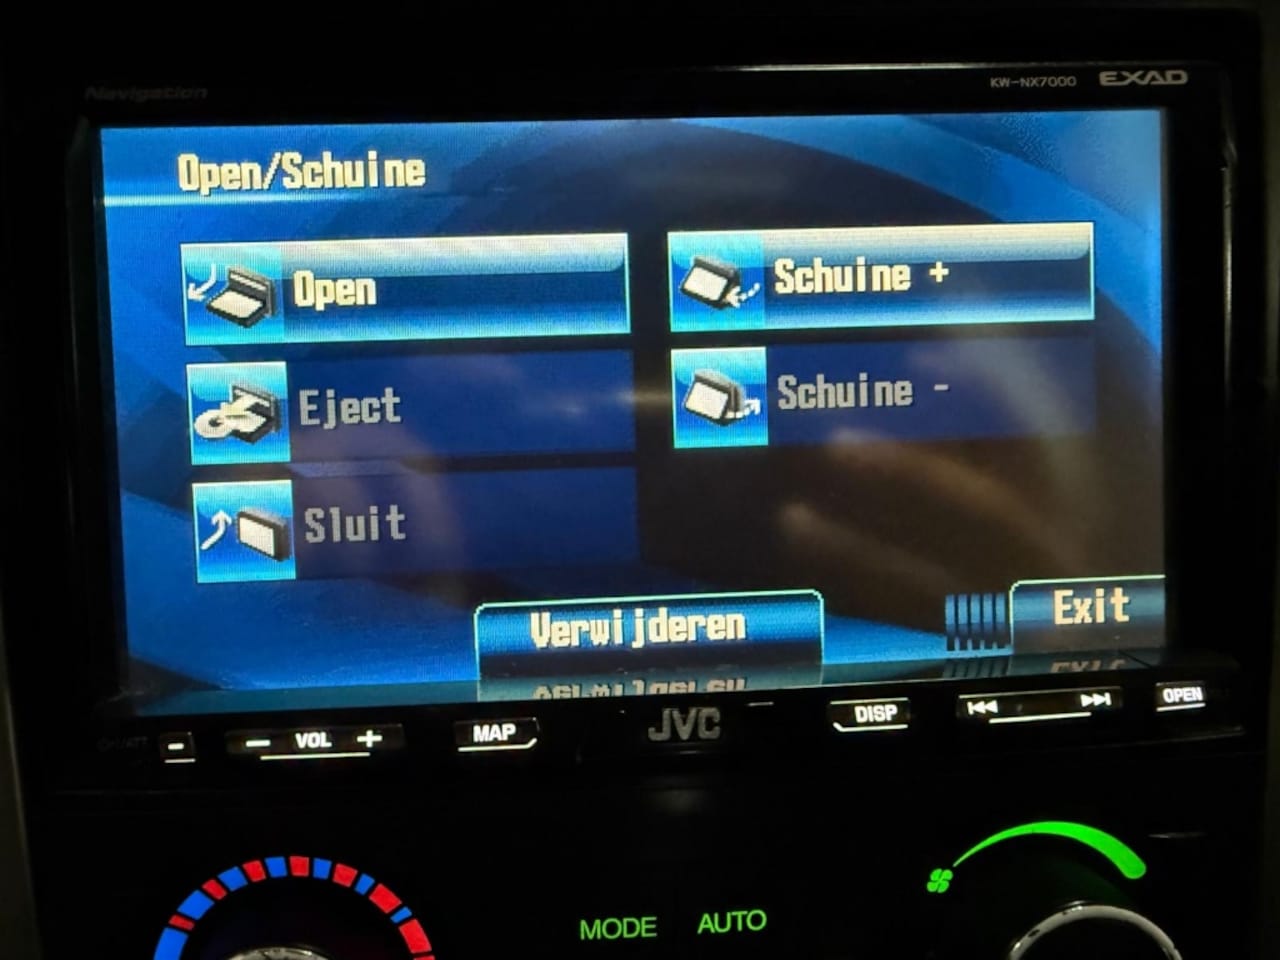 Navigation
KW-NX7000 EXAD
Open/Schuine
Open
Schuine +
Eject
Schuine -
Sluit
Verwijderen
Exit
VOL
MAP
JVC
DISP
OPEN
MODE AUTO